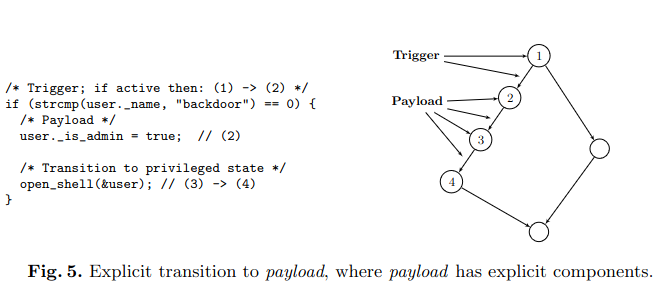 /* Trigger; if active then: (1) -> (2) */
if (strcmp(user._name, "backdoor") == 0) {
/* Payload */
user._is_admin = true; // (2)
/* Transition to privileged state */
open_shell(&user); // (3) -> (4)
}
Trigger
1
Payload
2
3
4
Fig. 5. Explicit transition to payload, where payload has explicit components.